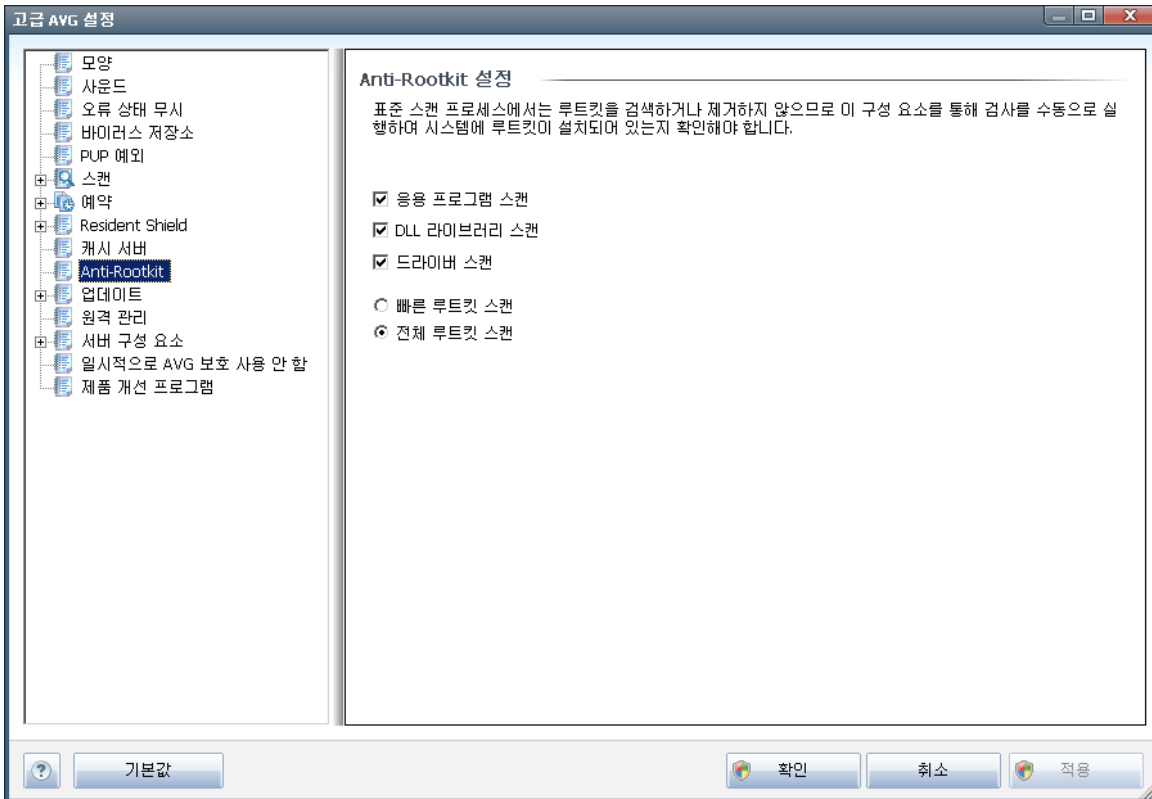 고급 AVG 설정
모양
사운드
오류 상태 무시
바이러스 저장소
PUP 예외
스캔
예약
Resident Shield
캐시 서버
Anti-Rootkit
업데이트
원격 관리
서버 구성 요소
일시적으로 AVG 보호 사용 안 함
제품 개선 프로그램
Anti-Rootkit 설정
표준 스캔 프로세스에서는 루트킷을 검색하거나 제거하지 않으므로 이 구성 요소를 통해 검사를 수동으로 실
행하여 시스템에 루트킷이 설치되어 있는지 확인해야 합니다.
응용 프로그램 스캔
DLL 라이브러리 스캔
드라이버 스캔
빠른 루트킷 스캔
전체 루트킷 스캔
?
기본값
확인
취소
적용